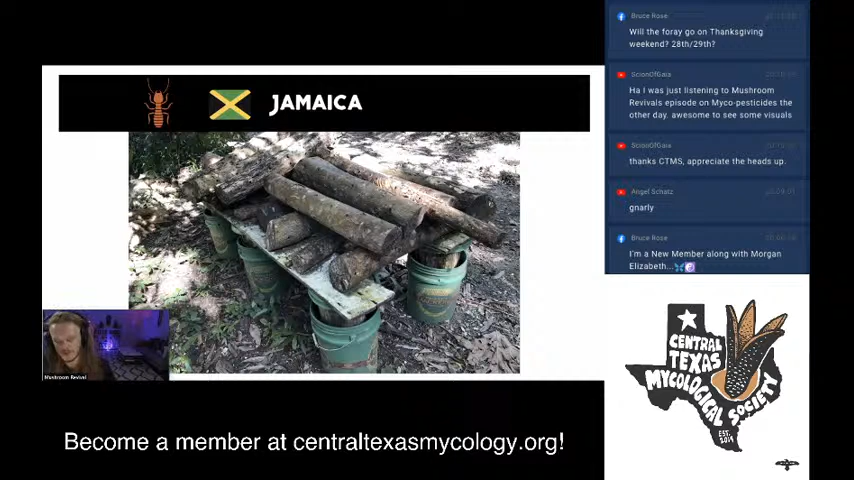 JAMAICA
Mushroom Revival
Become a member at centraltexasmycology.org!
Bruce Rose
Will the foray go on Thanksgiving
weekend? 28th/29th?
ScionOfGaia
Ha I was just listening to Mushroom
Revivals episode on Myco-pesticides the
other day. awesome to see some visuals
ScionOfGaia
thanks CTMS, appreciate the heads up.
Angel Schatz
gnarly
Bruce Rose
I'm a New Member along with Morgan
Elizabeth...
CENTRAL
TEXAS
MYCOLOGICAL
SOCIETY
EST.
2019